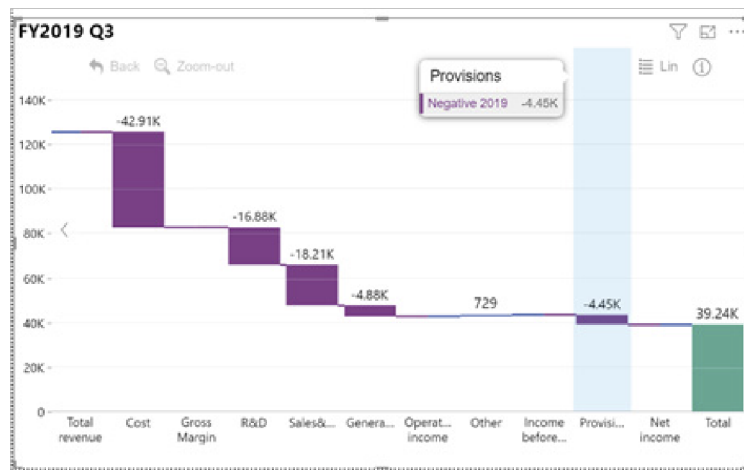 FY2019 Q3
Back Zoom-out
Lin
Provisions
Negative 2019 -4.45K
140K
120K
100K
80K
60K
40K
20K
0
-42.91K
-16.88K
-18.21K
-4.88K
729
-4.45K
39.24K
Total revenue
Cost
Gross Margin
R&D
Sales&...
Genera...
Operat... income
Other
Income before...
Provisi...
Net income
Total